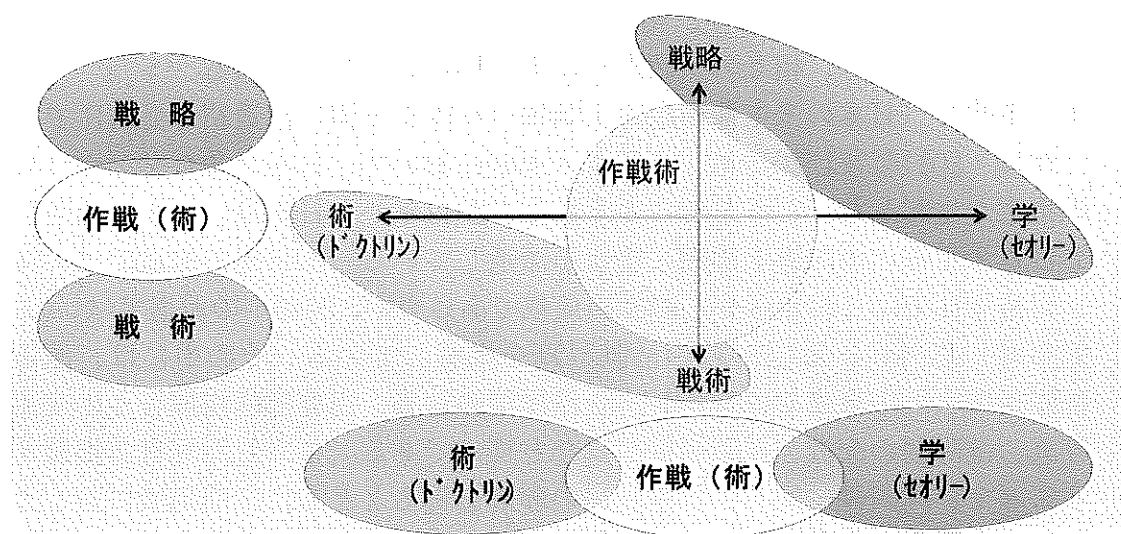 戦略
戦　略
作戦術
作戦（術）
術
(ﾄﾞｸﾄﾘﾝ)
学
(ｾｵﾘｰ)
戦　術
戦術
術
(ﾄﾞｸﾄﾘﾝ)
作戦（術）
学
(ｾｵﾘｰ)